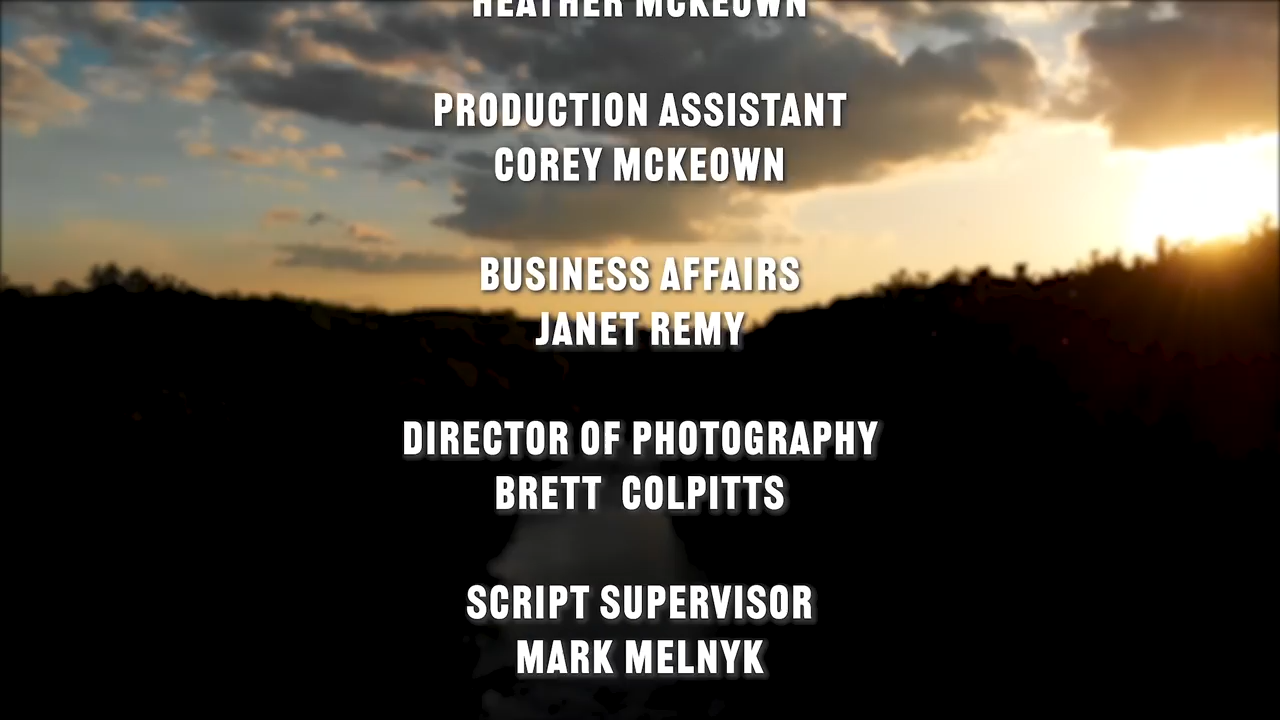 HEATHER MCKEOWN
PRODUCTION ASSISTANT
COREY MCKEOWN
BUSINESS AFFAIRS
JANET REMY
DIRECTOR OF PHOTOGRAPHY
BRETT COLPITTS
SCRIPT SUPERVISOR
MARK MELNYK